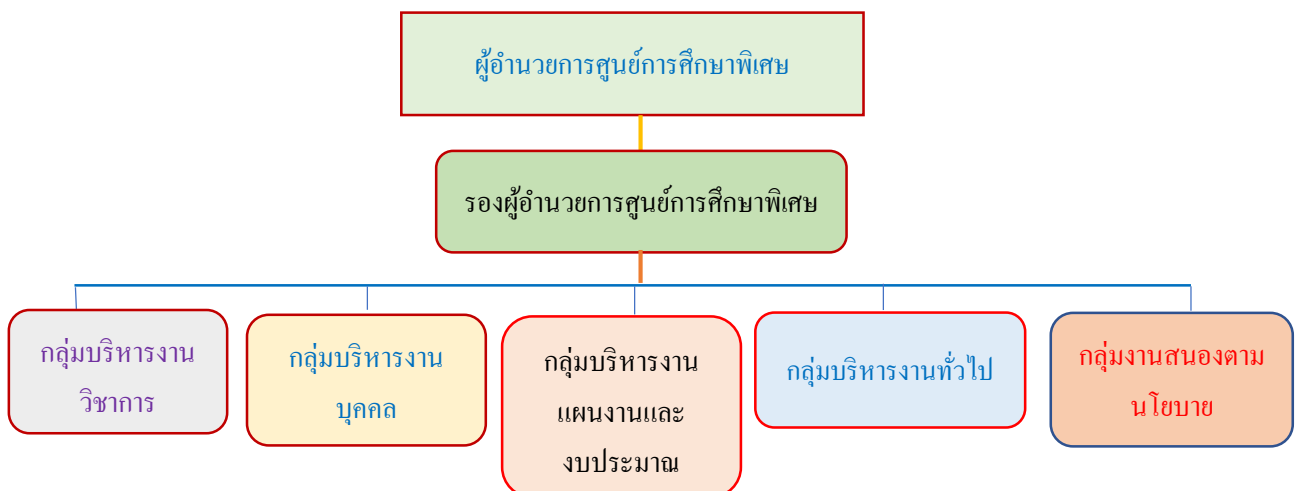 ผู้อำนวยการศูนย์การศึกษาพิเศษ
รองผู้อำนวยการศูนย์การศึกษาพิเศษ
กลุ่มบริหารงาน
วิชาการ
กลุ่มบริหารงาน
บุคคล
กลุ่มบริหารงาน
แผนงานและ
งบประมาณ
กลุ่มบริหารงานทั่วไป
กลุ่มงานสนองตาม
นโยบาย